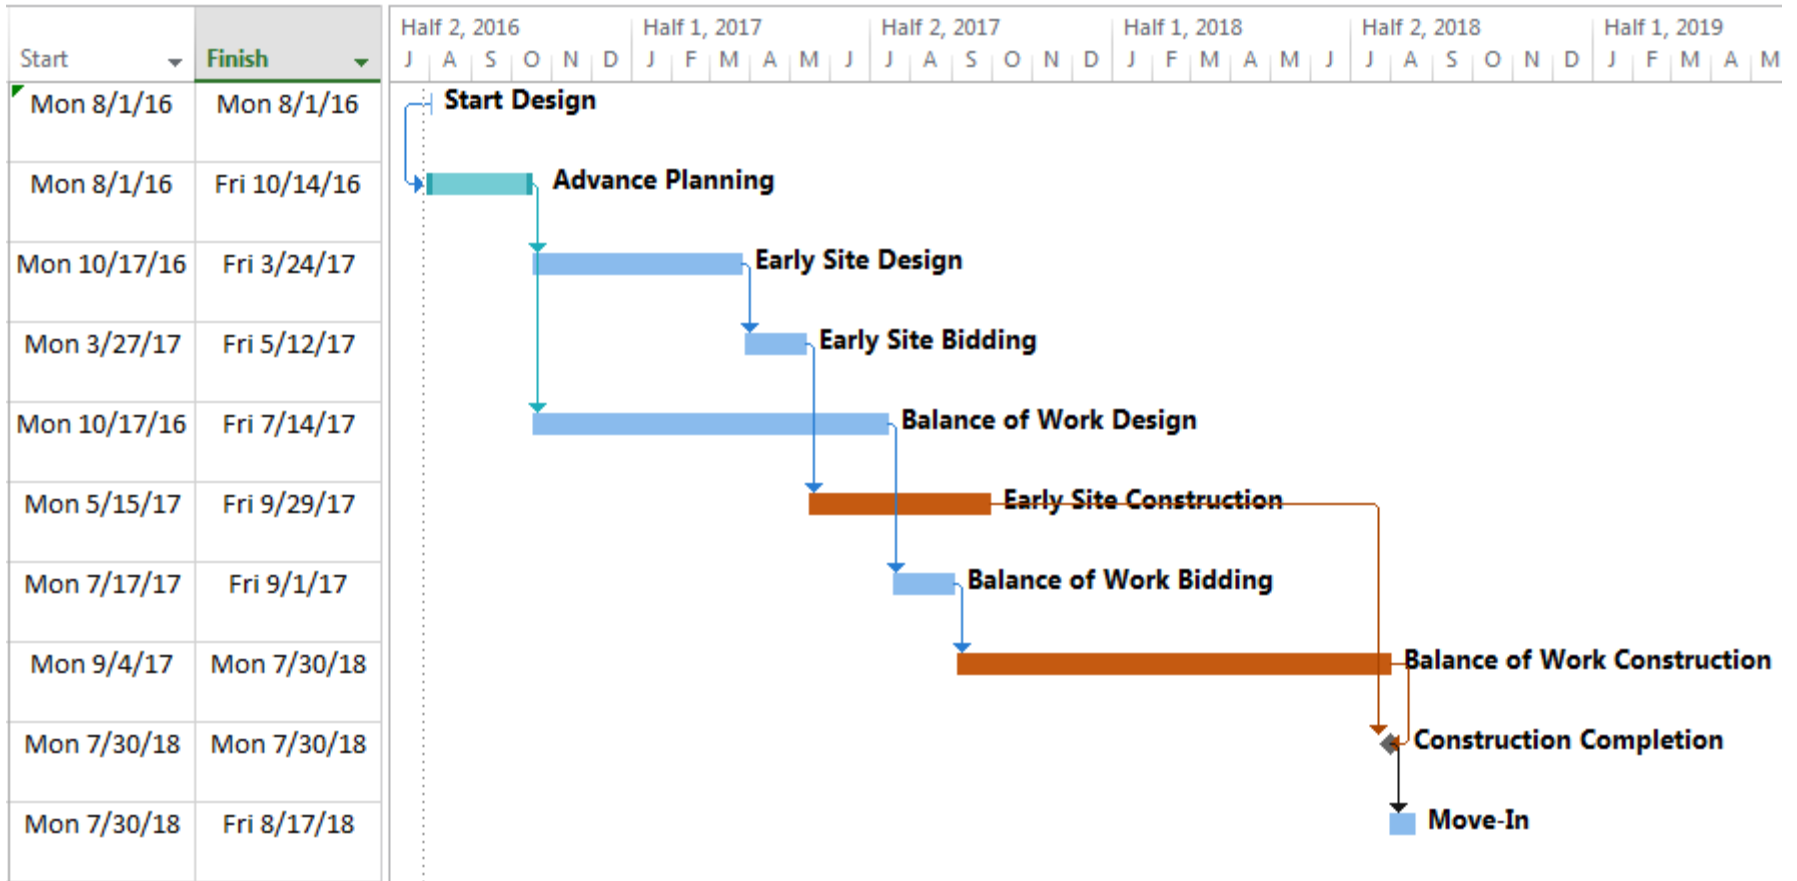 Half 2, 2016 Half 1, 2017 Half 2, 2017 Half 1, 2018 Half 2, 2018 Half 1, 2019
Start Finish J A S O N D J F M A M J J A S O N D J F M A M J J A S O N D J F M A M
Mon 8/1/16 Mon 8/1/16 Start Design
Mon 8/1/16 Fri 10/14/16 Advance Planning
Mon 10/17/16 Fri 3/24/17 Early Site Design
Mon 3/27/17 Fri 5/12/17 Early Site Bidding
Mon 10/17/16 Fri 7/14/17 Balance of Work Design
Mon 5/15/17 Fri 9/29/17 Early Site Construction
Mon 7/17/17 Fri 9/1/17 Balance of Work Bidding
Mon 9/4/17 Mon 7/30/18 Balance of Work Construction
Mon 7/30/18 Mon 7/30/18 Construction Completion
Mon 7/30/18 Fri 8/17/18 Move-In